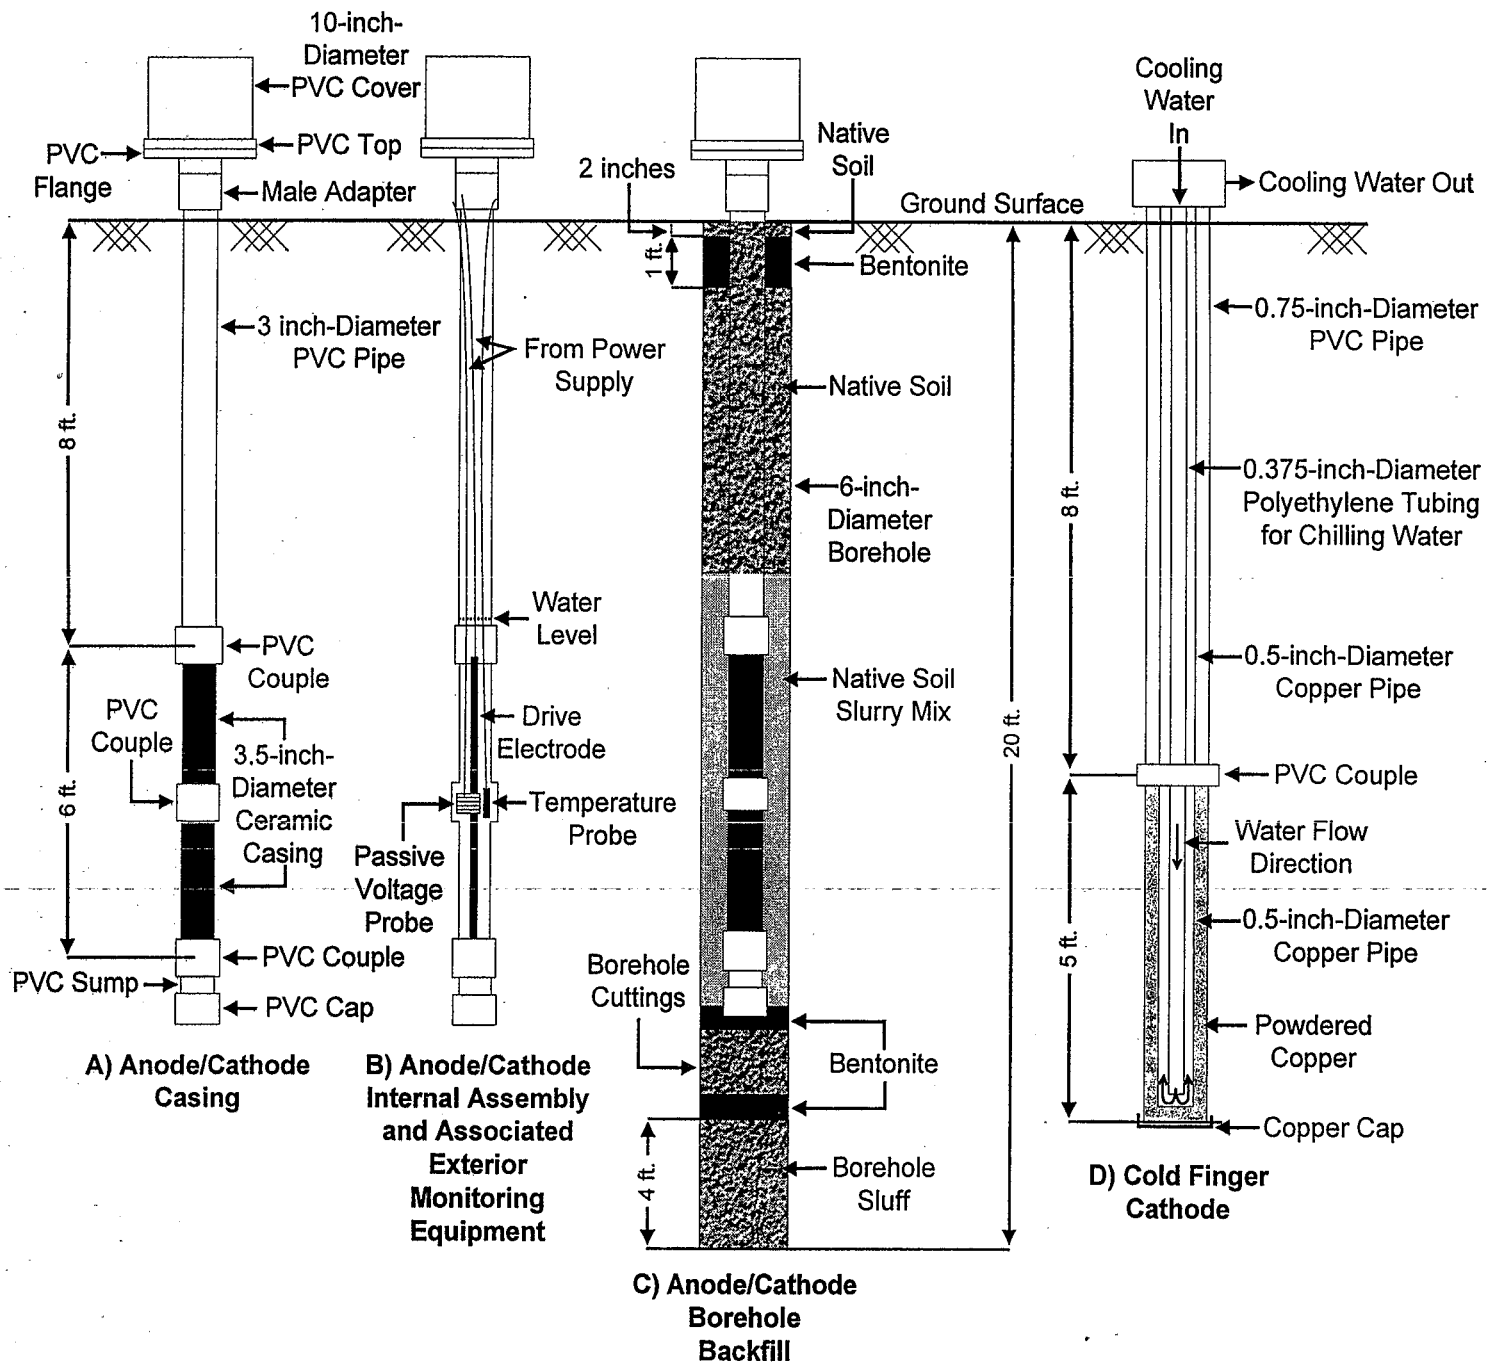 10-inch-
Diameter
PVC Cover
PVC Top
PVC
Flange
Male Adapter
3 inch-Diameter
PVC Pipe
8 ft.
PVC
Couple
PVC
Couple
3.5-inch-
Diameter
Ceramic
Casing
6 ft.
PVC Couple
PVC Sump
PVC Cap
A) Anode/Cathode
Casing
From Power
Supply
Water
Level
Drive
Electrode
Temperature
Probe
Passive
Voltage
Probe
B) Anode/Cathode
Internal Assembly
and Associated
Exterior
Monitoring
Equipment
2 inches
Native
Soil
Ground Surface
1 ft.
Bentonite
Native Soil
6-inch-
Diameter
Borehole
Native Soil
Slurry Mix
20 ft.
Borehole
Cuttings
Bentonite
4 ft.
Borehole
Sluff
C) Anode/Cathode
Borehole
Backfill
Cooling
Water
In
Cooling Water Out
0.75-inch-Diameter
PVC Pipe
0.375-inch-Diameter
Polyethylene Tubing
for Chilling Water
8 ft.
0.5-inch-Diameter
Copper Pipe
PVC Couple
Water Flow
Direction
0.5-inch-Diameter
Copper Pipe
5 ft.
Powdered
Copper
Copper Cap
D) Cold Finger
Cathode